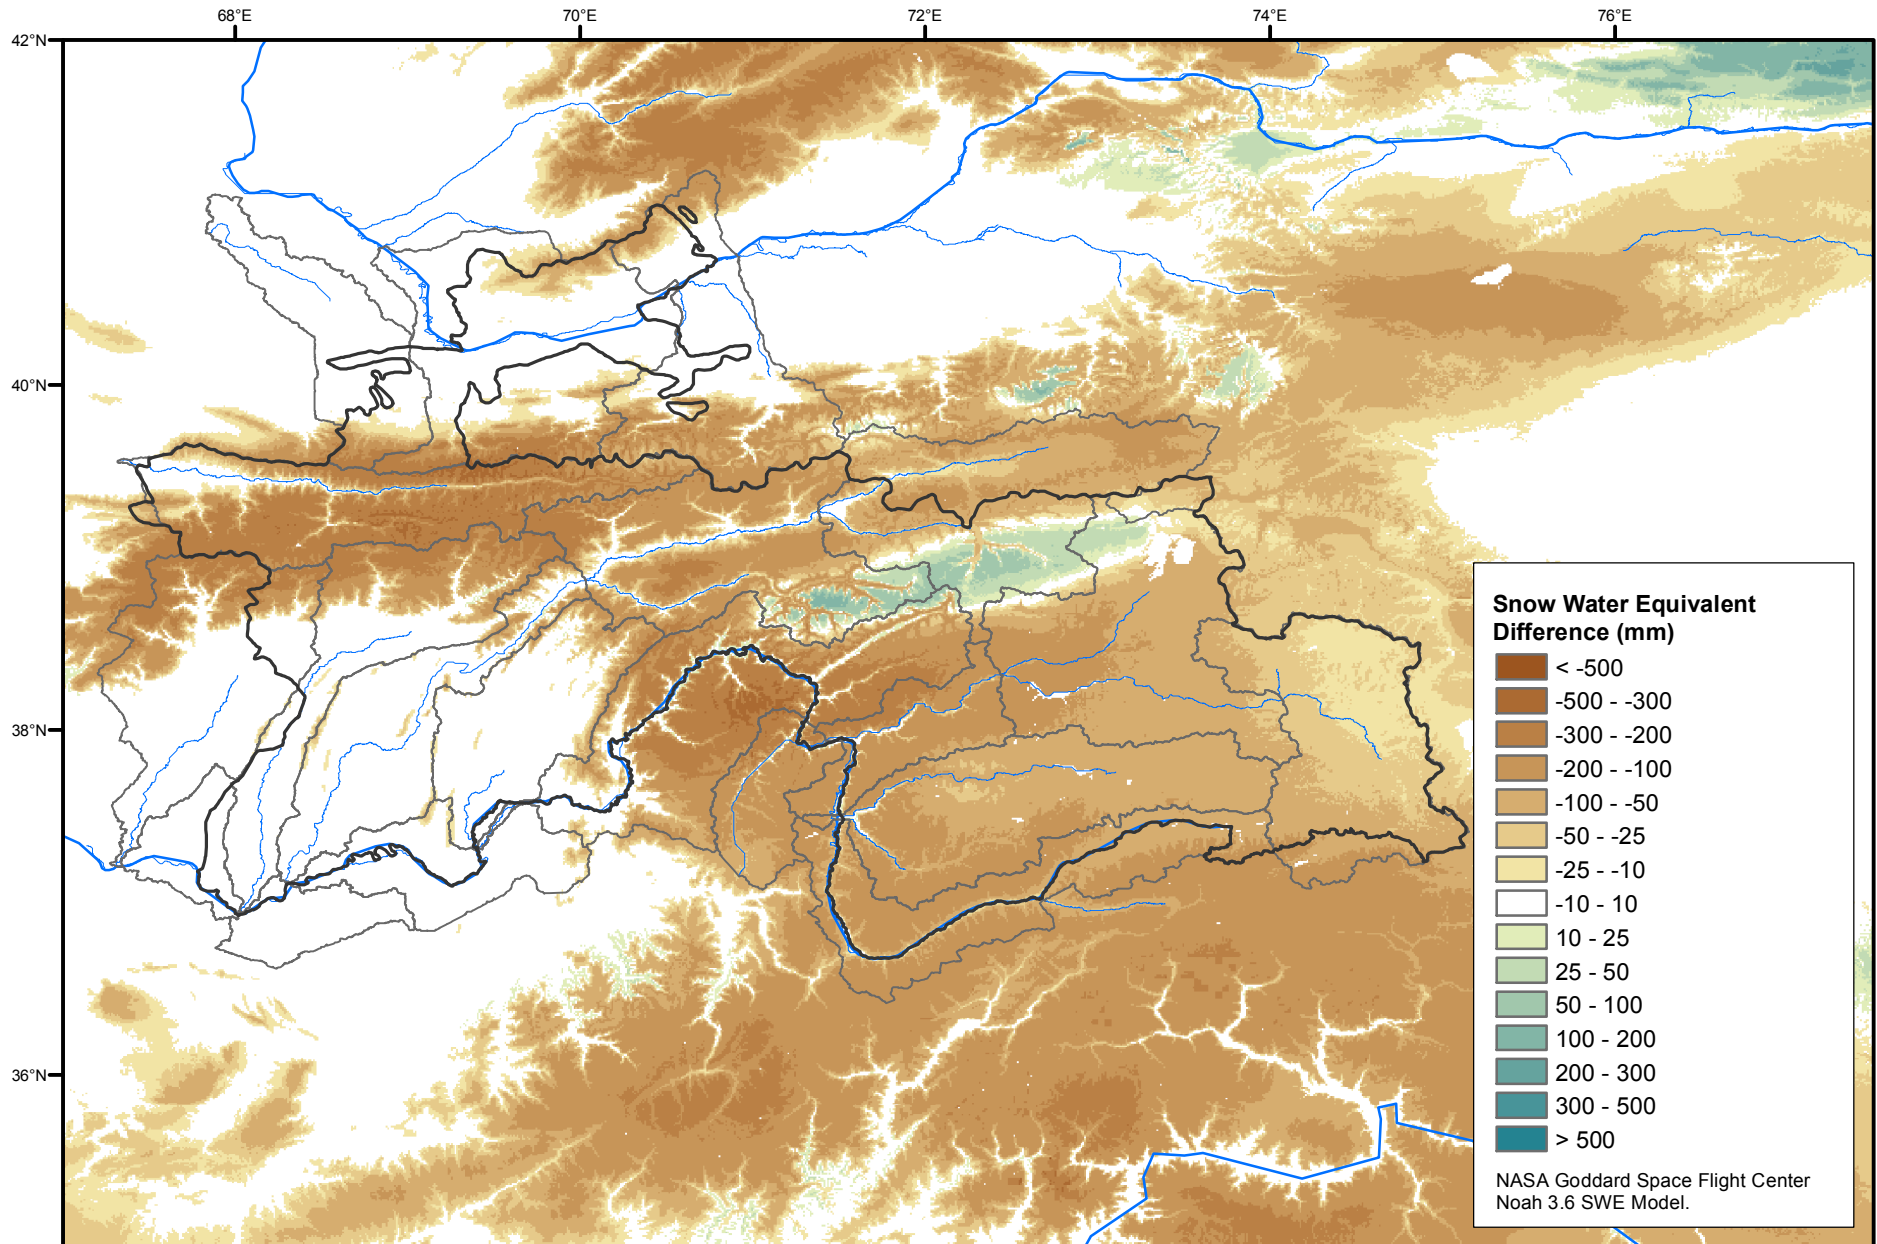 68°E
70°E
72°E
74°E
76°E
42°N
40°N
38°N
36°N
Snow Water Equivalent
Difference (mm)
< -500
-500 - -300
-300 - -200
-200 - -100
-100 - -50
-50 - -25
-25 - -10
-10 - 10
10 - 25
25 - 50
50 - 100
100 - 200
200 - 300
300 - 500
> 500
NASA Goddard Space Flight Center
Noah 3.6 SWE Model.